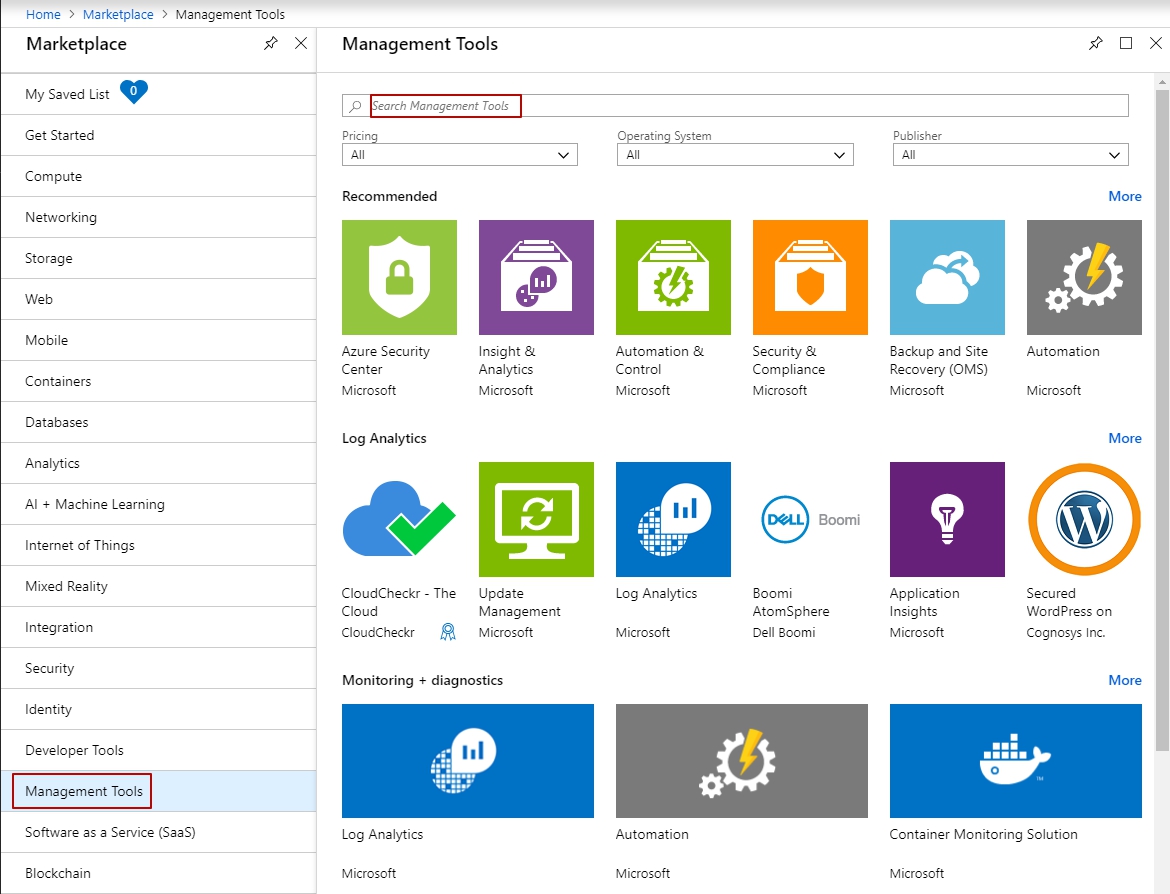 Home > Marketplace > Management Tools
Marketplace
My Saved List 0
Get Started
Compute
Networking
Storage
Web
Mobile
Containers
Databases
Analytics
AI + Machine Learning
Internet of Things
Mixed Reality
Integration
Security
Identity
Developer Tools
Management Tools
Software as a Service (SaaS)
Blockchain
Management Tools
Search Management Tools
Pricing
All
Operating System
All
Publisher
All
Recommended
More
Azure Security
Center
Microsoft
Insight &
Analytics
Microsoft
Automation &
Control
Microsoft
Security &
Compliance
Microsoft
Backup and Site
Recovery (OMS)
Microsoft
Automation
Microsoft
Log Analytics
More
CloudCheckr - The
Cloud
CloudCheckr
Update
Management
Microsoft
Log Analytics
Microsoft
DELL Boomi
Boomi
AtomSphere
Dell Boomi
Application
Insights
Microsoft
W
Secured
WordPress on
Cognosys Inc.
Monitoring + diagnostics
More
Log Analytics
Microsoft
Automation
Microsoft
™
Container Monitoring Solution
Microsoft